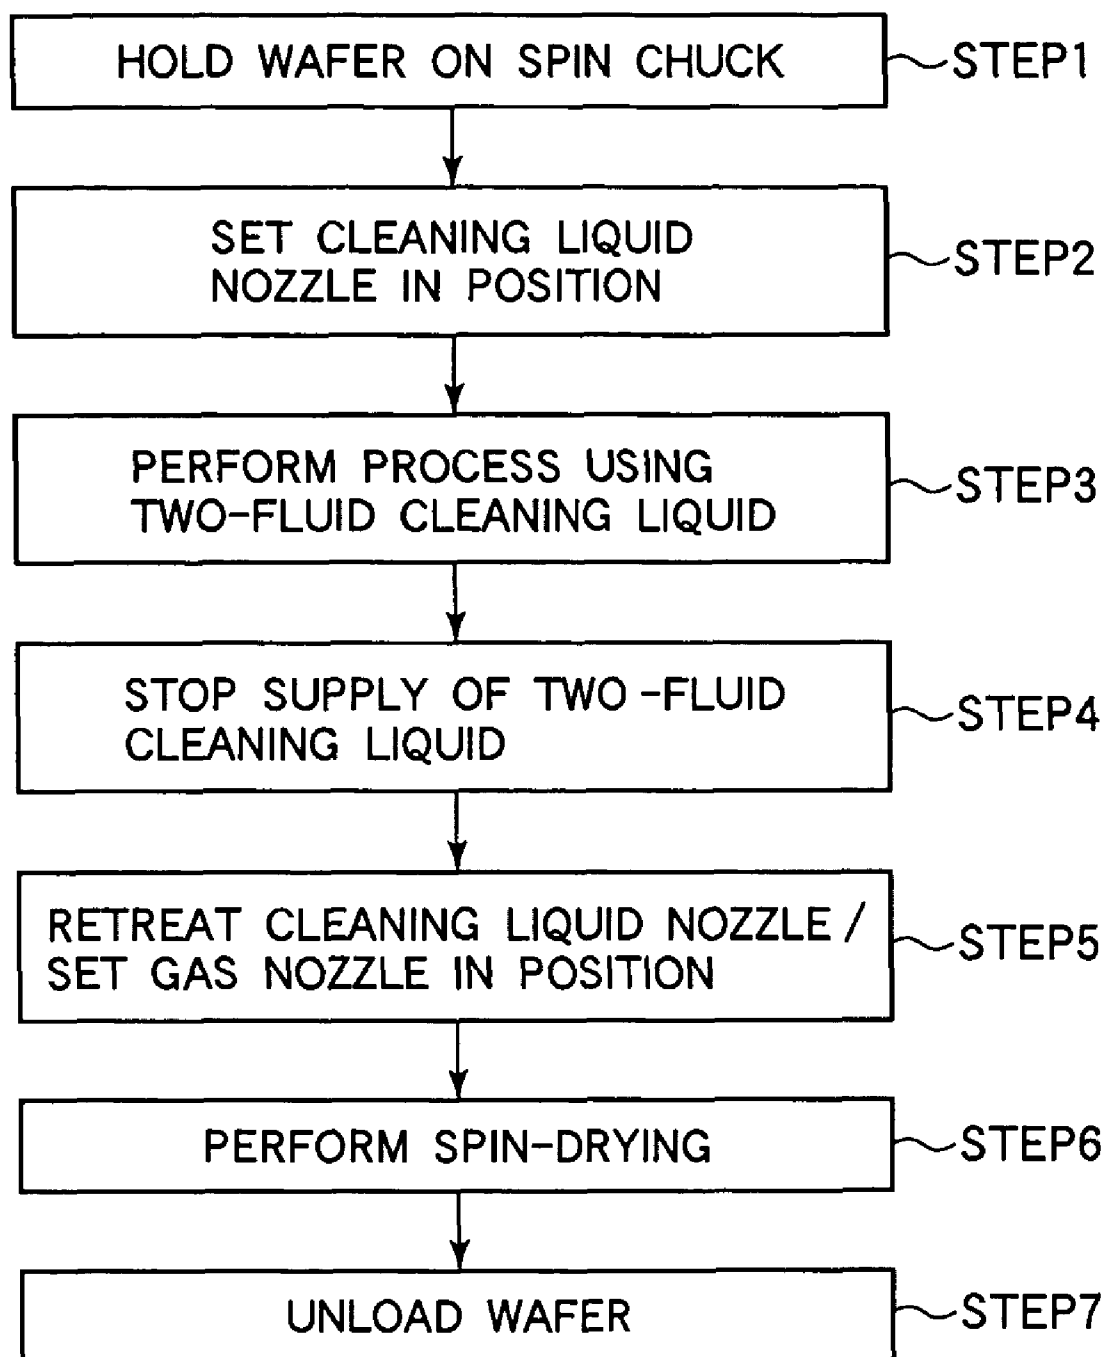 HOLD WAFER ON SPIN CHUCK
STEP1
SET CLEANING LIQUID
NOZZLE IN POSITION
STEP2
PERFORM PROCESS USING
TWO-FLUID CLEANING LIQUID
STEP3
STOP SUPPLY OF TWO-FLUID
CLEANING LIQUID
STEP4
RETREAT CLEANING LIQUID NOZZLE /
SET GAS NOZZLE IN POSITION
STEP5
PERFORM SPIN-DRYING
STEP6
UNLOAD WAFER
STEP7